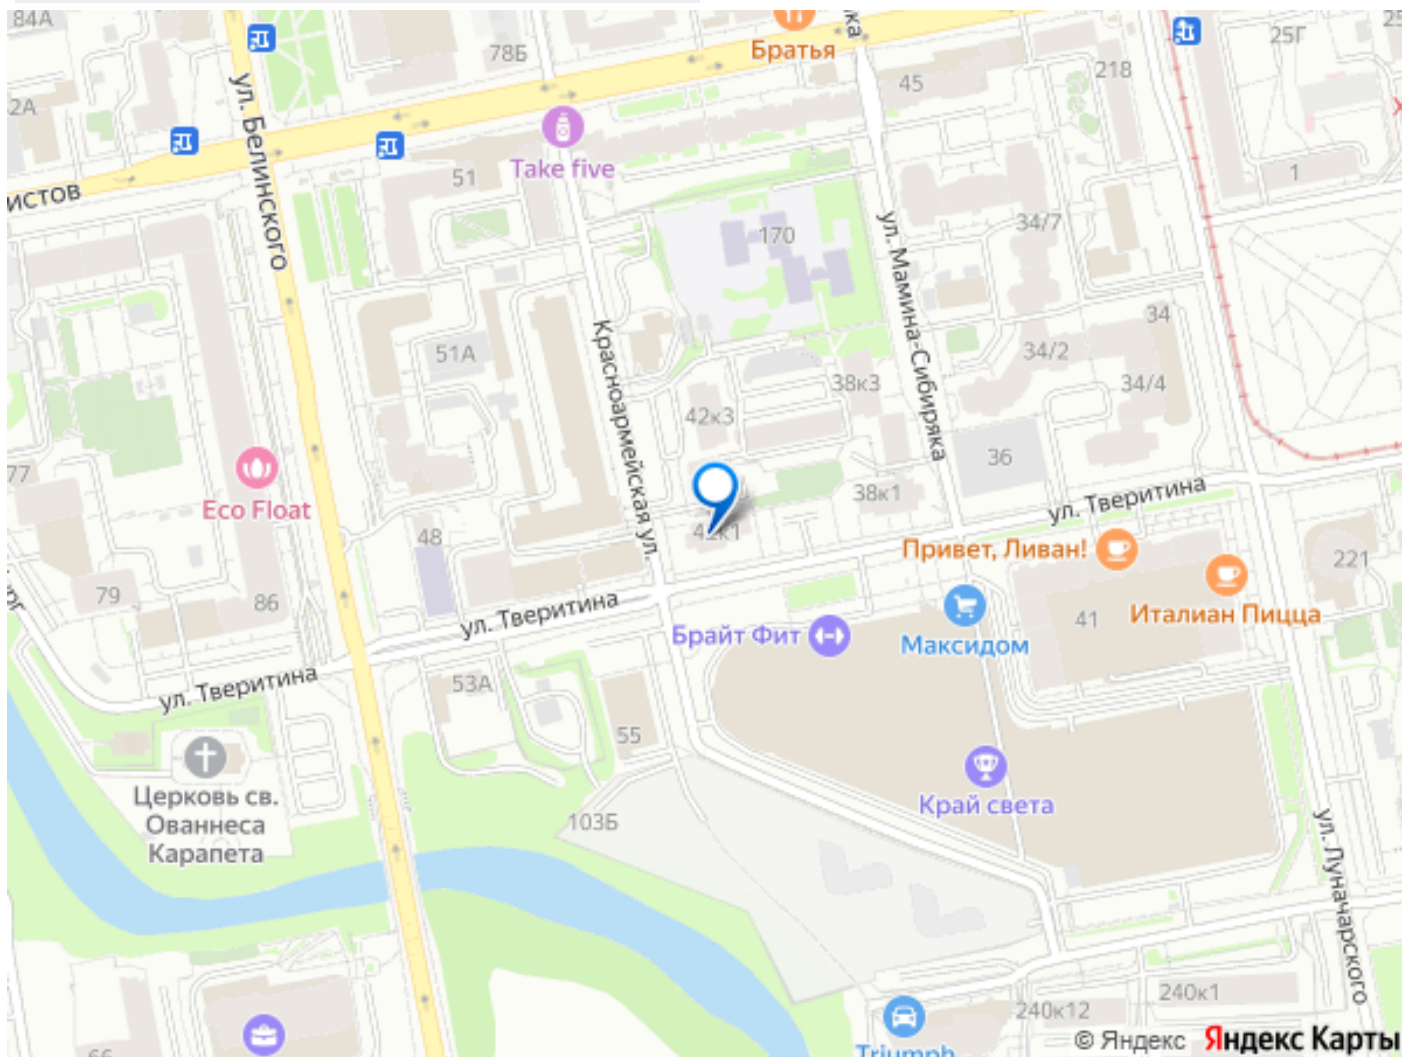 84А
78Б
Братья
45
218
25Г
ул. Белинского
51
Take five
1
ИСТОВ
170
34/7
ул. Мамина-Сибиряка
Красноармейская ул.
51А
34
34/2
34/4
38к3
42к3
77
Eco Float
36
38к1
ул. Тверитина
48
42к1
Привет, Ливан!
221
79
86
ул. Тверитина
Италиан Пицца
Брайт Фит
41
Максидом
ул. Тверитина
53А
55
Церковь св.
Ованнеса
Карапета
Край света
103Б
ул. Луначарского
240к12
240к1
Triumph
© Яндекс Яндекс Карты